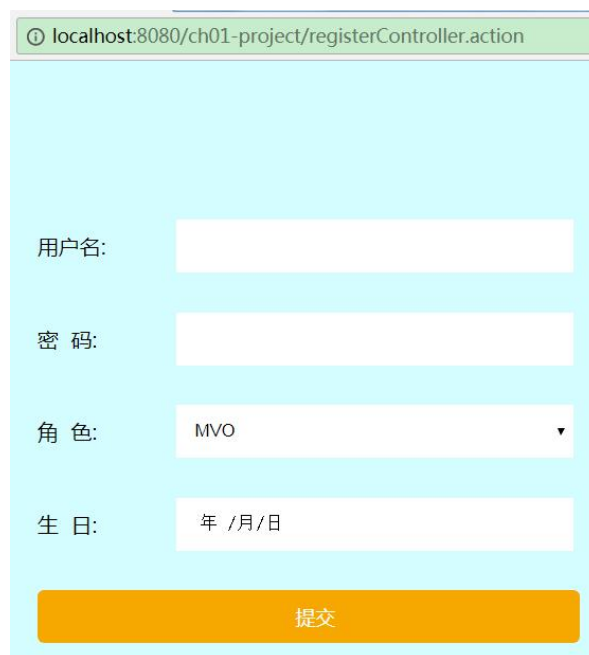 localhost:8080/ch01-project/registerController.action
用户名:
密 码:
角 色: MVO
生 日: 年 /月/日
提交